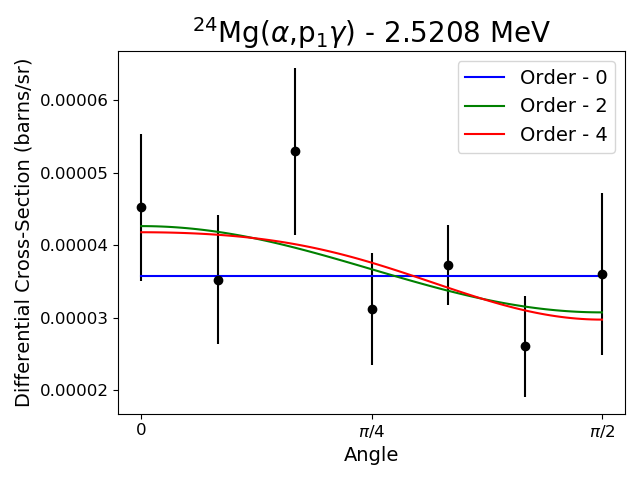 ²⁴Mg(α,p₁γ) - 2.5208 MeV
Order - 0
Order - 2
Order - 4
Differential Cross-Section (barns/sr)
0.00006
0.00005
0.00004
0.00003
0.00002
0
π/4
π/2
Angle